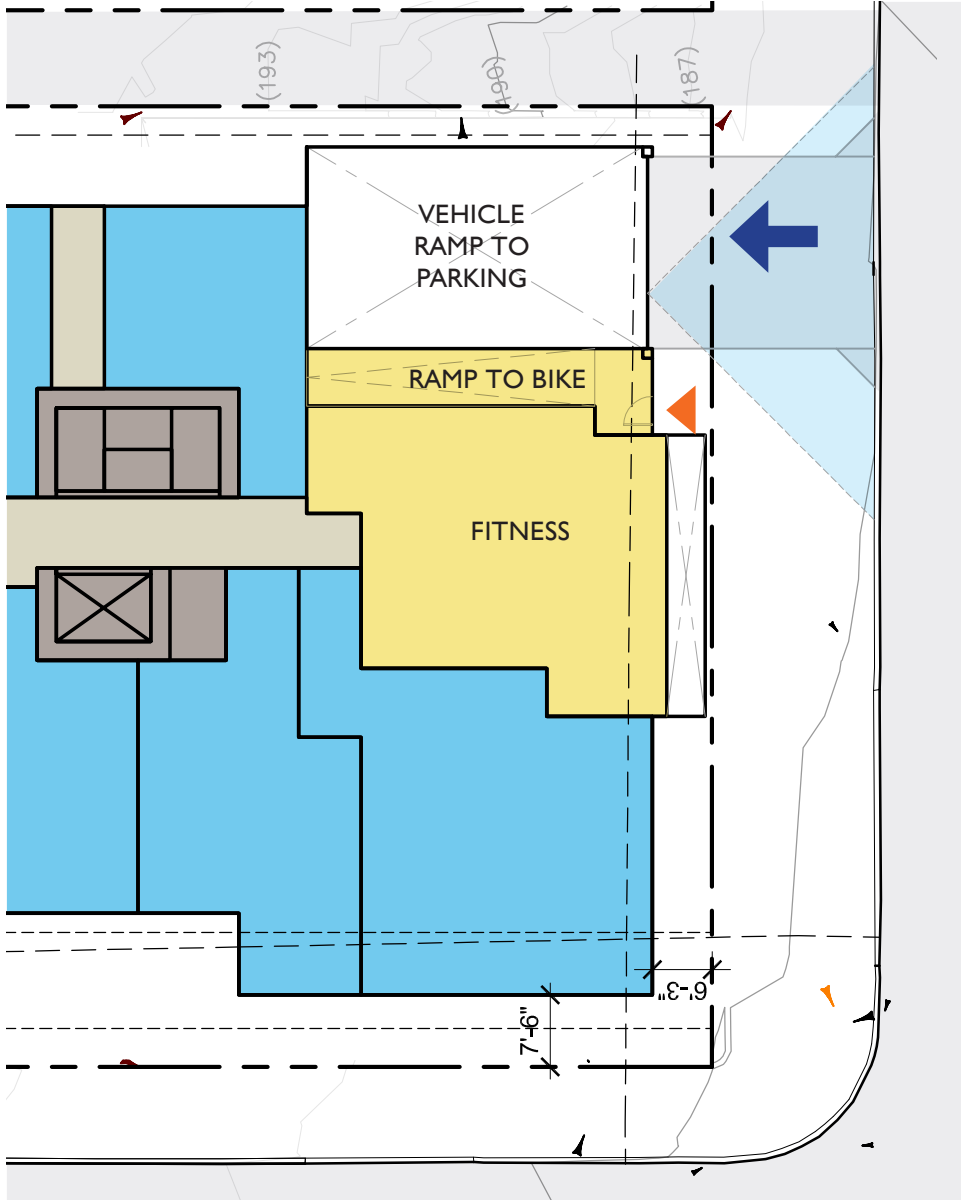 (193)
(190)
(187)
VEHICLE
RAMP TO
PARKING
RAMP TO BIKE
FITNESS
6'-3"
7'-6"